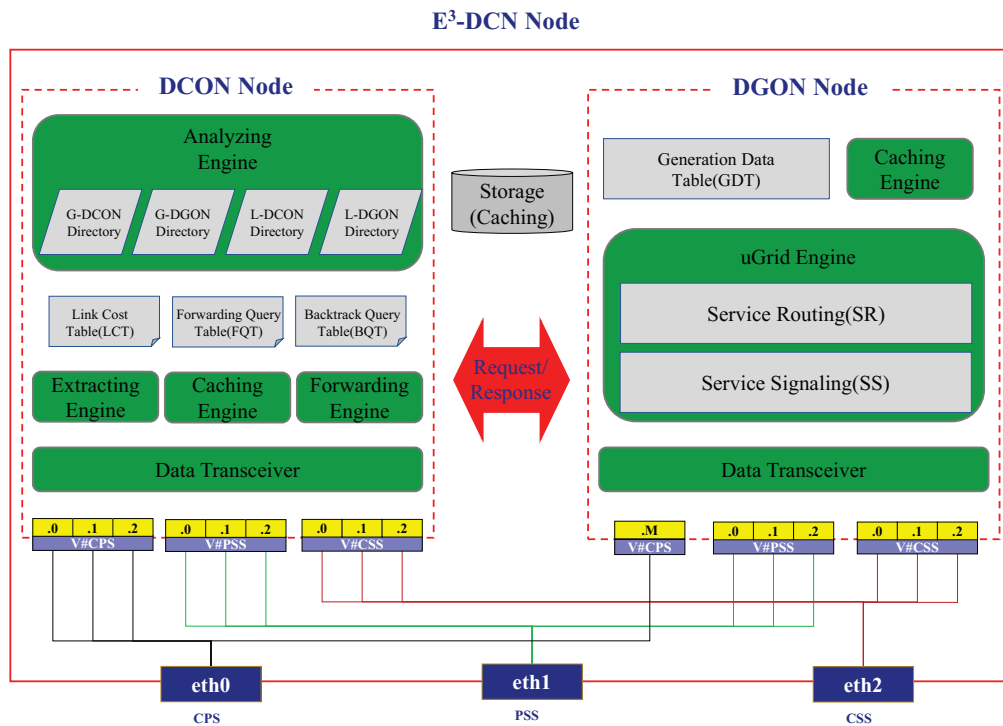 E³-DCN Node
DCON Node
Analyzing
Engine
G-DCON
Directory
G-DGON
Directory
L-DCON
Directory
L-DGON
Directory
Link Cost
Table(LCT)
Forwarding Query
Table(FQT)
Backtrack Query
Table(BQT)
Extracting
Engine
Caching
Engine
Forwarding
Engine
Data Transceiver
.0 .1 .2
V#CPS
.0 .1 .2
V#PSS
.0 .1 .2
V#CSS
Storage
(Caching)
Request/
Response
DGON Node
Generation Data
Table(GDT)
Caching
Engine
uGrid Engine
Service Routing(SR)
Service Signaling(SS)
Data Transceiver
.M
V#CPS
.0 .1 .2
V#PSS
.0 .1 .2
V#CSS
eth0
CPS
eth1
PSS
eth2
CSS